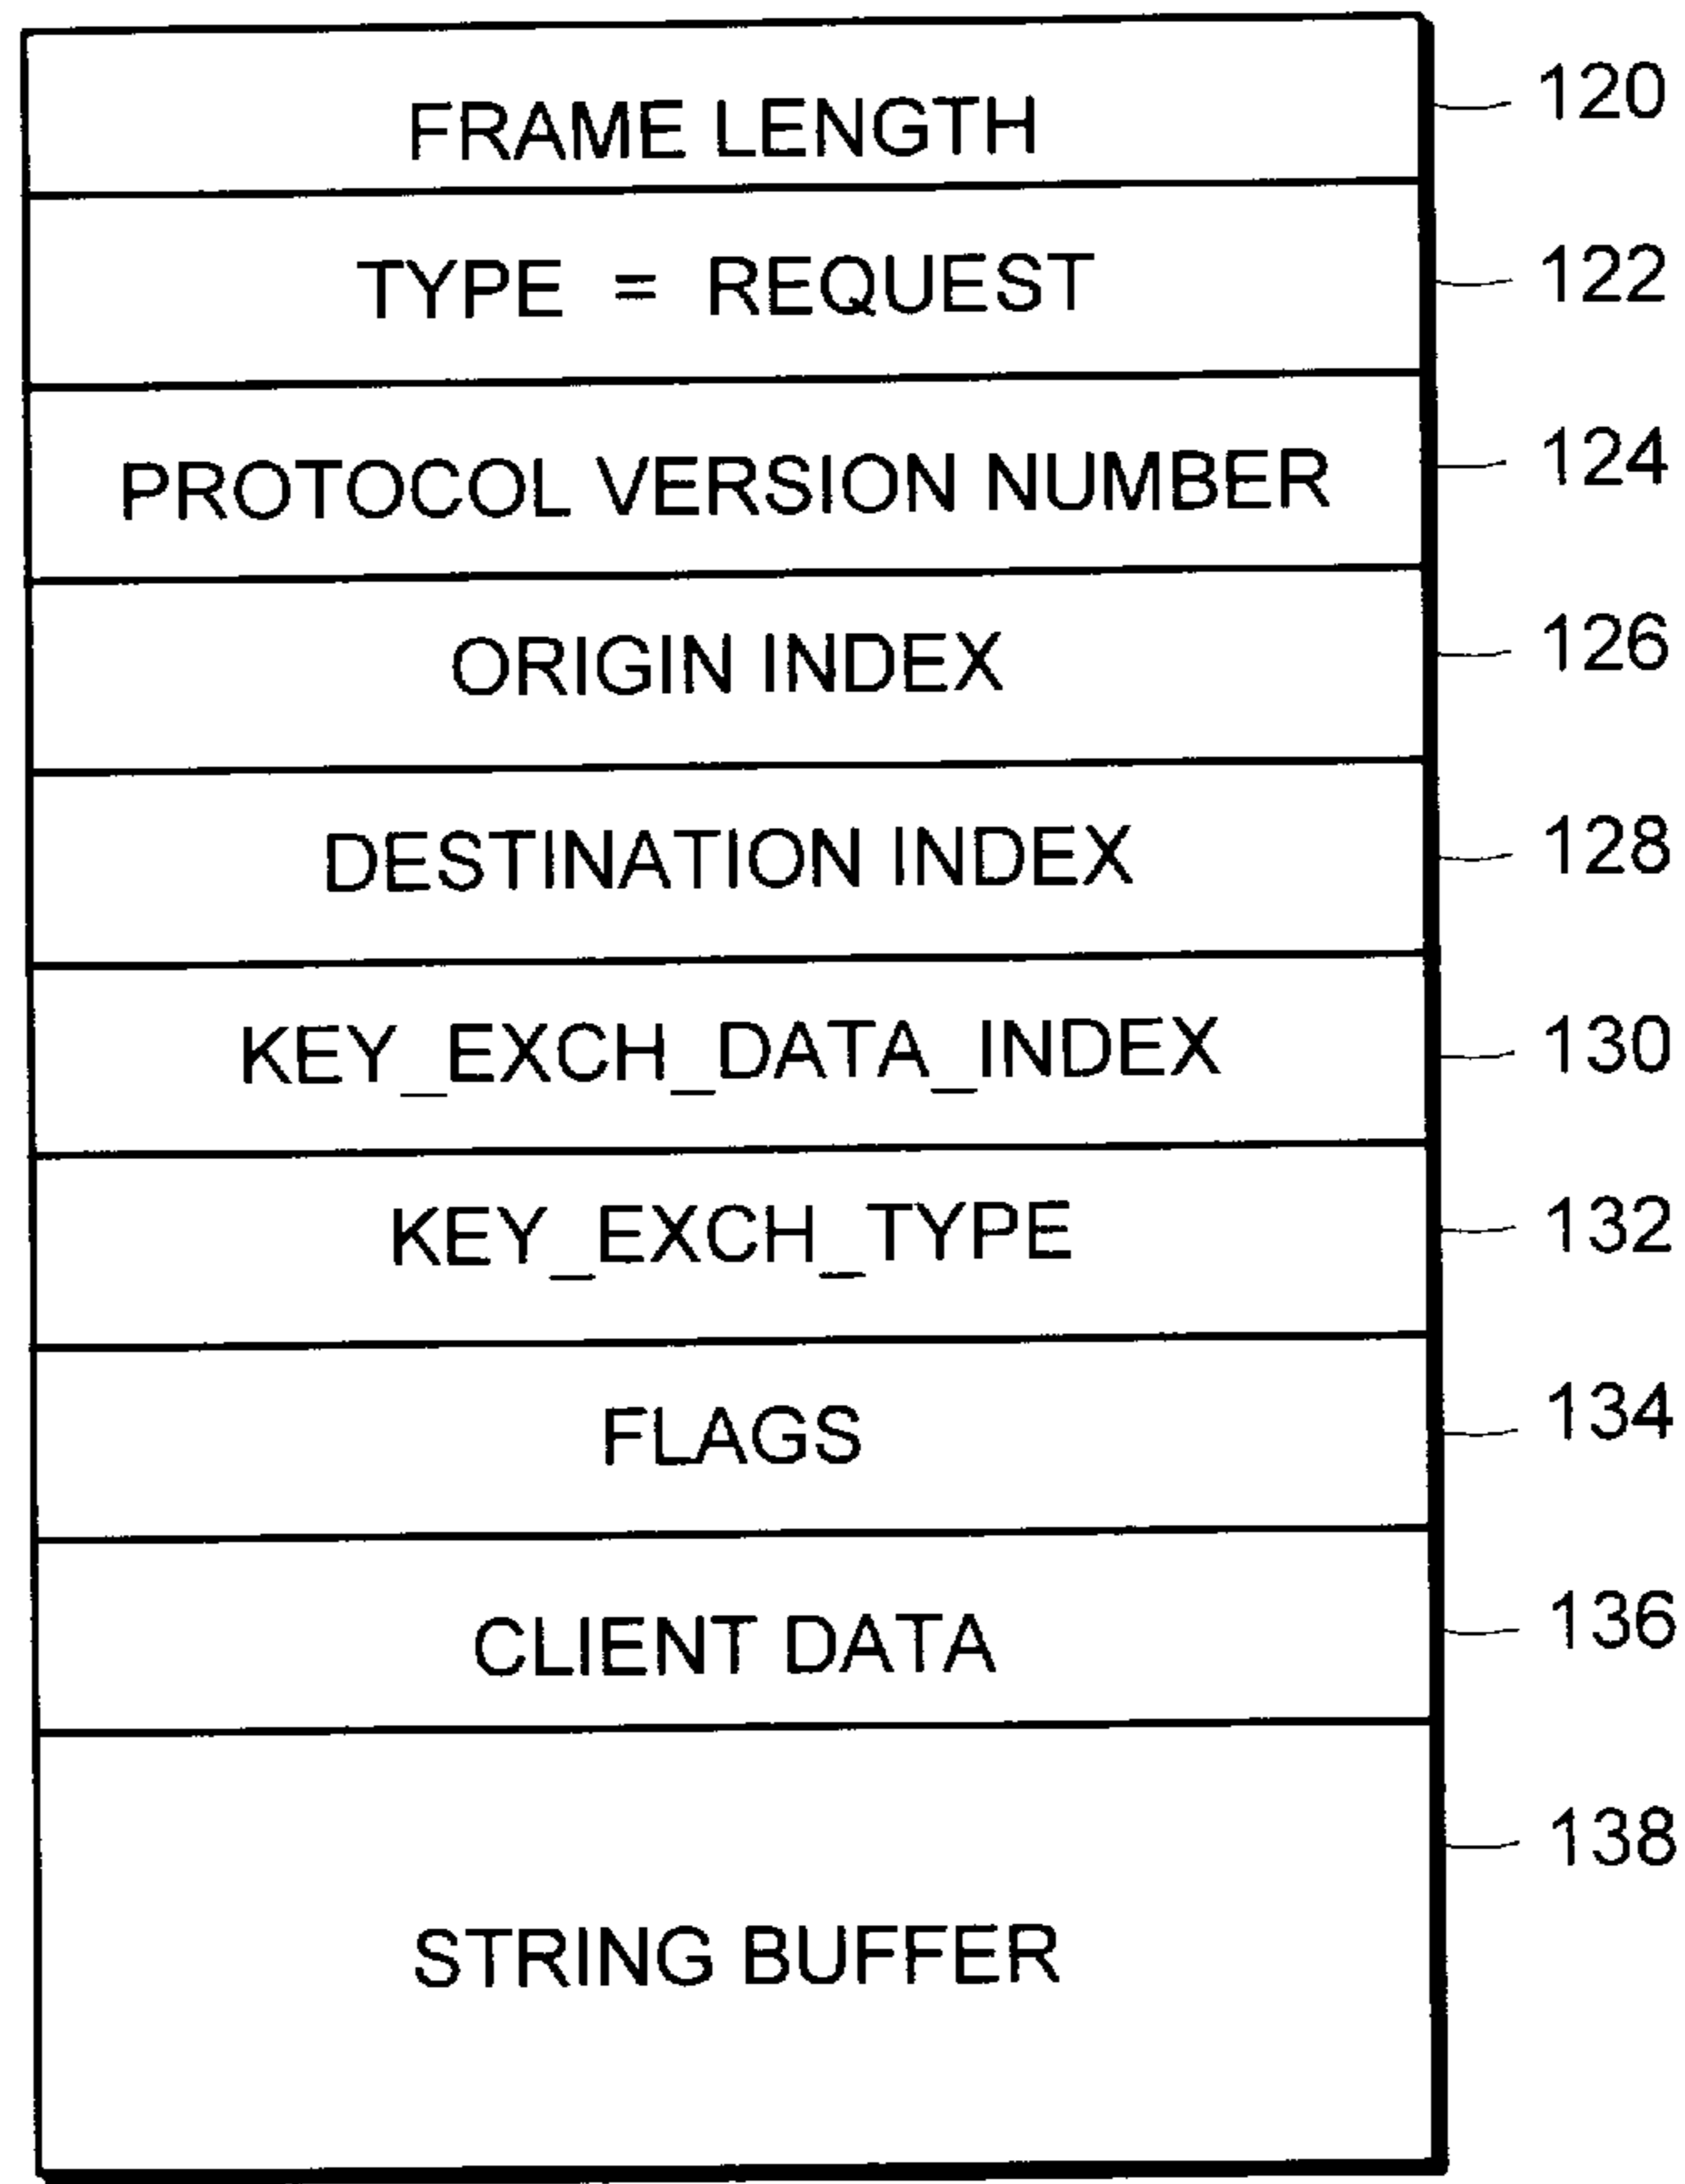 FRAME LENGTH 120
TYPE = REQUEST 122
PROTOCOL VERSION NUMBER 124
ORIGIN INDEX 126
DESTINATION INDEX 128
KEY_EXCH_DATA_INDEX 130
KEY_EXCH_TYPE 132
FLAGS 134
CLIENT DATA 136
STRING BUFFER 138